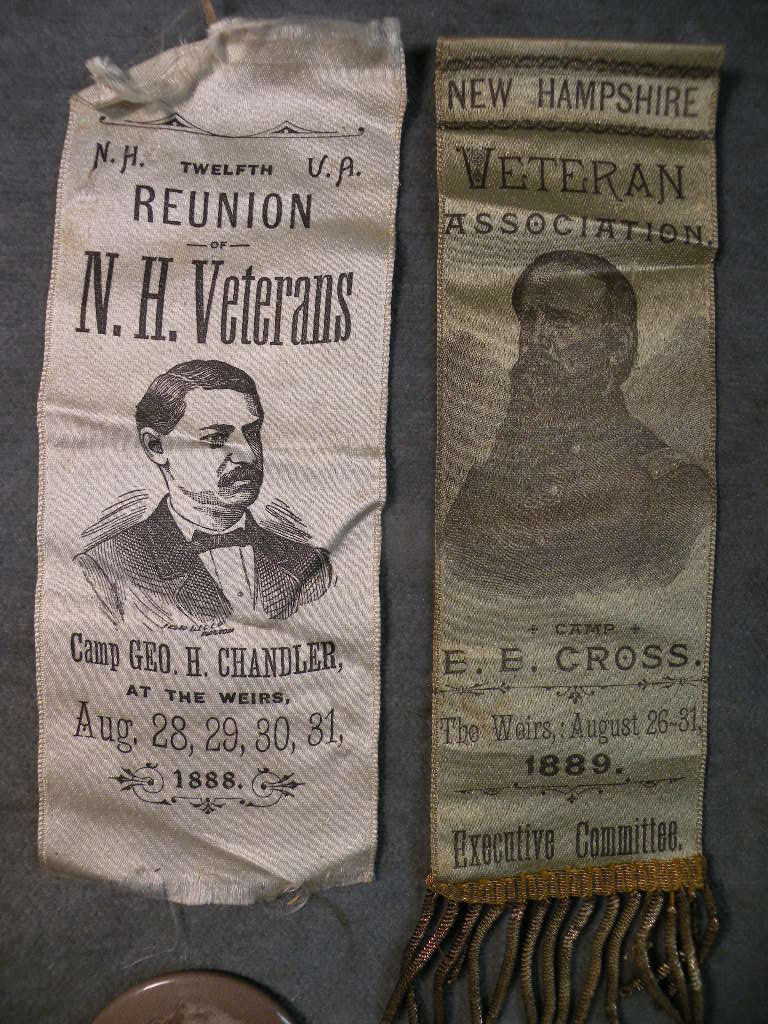 N.H. TWELFTH V.A.
REUNION
OF
N. H. Veterans
Camp GEO. H. CHANDLER,
AT THE WEIRS,
Aug. 28, 29, 30, 31,
1888.
NEW HAMPSHIRE
VETERAN
ASSOCIATION.
+ CAMP +
E. E. CROSS.
The Weirs,: August 26-31,
1889.
Executive Committee.